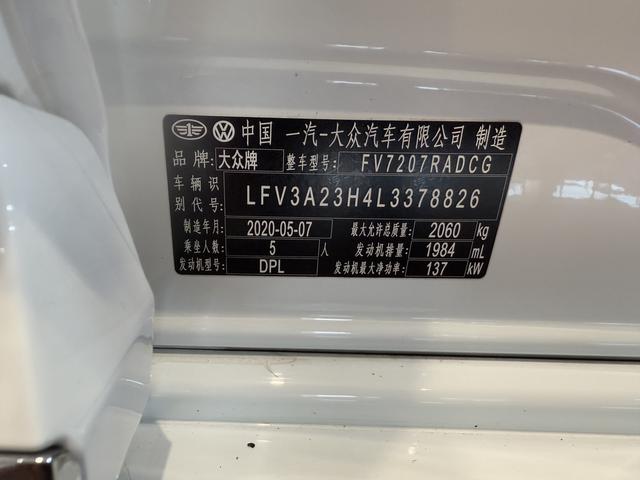 中国 一汽-大众汽车有限公司 制造
品牌: 大众牌 整车型号: FV7207RADCG
车辆识别代号: LFV3A23H4L3378826
制造年月: 2020-05-07 最大允许总质量: 2060 kg
乘坐人数: 5 人 发动机排量: 1984 mL
发动机型号: DPL 发动机最大净功率: 137 kW